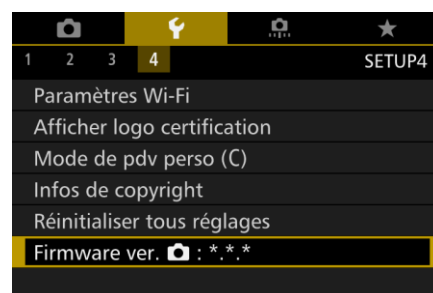 1 2 3 4 SETUP4
Paramètres Wi-Fi
Afficher logo certification
Mode de pdv perso (C)
Infos de copyright
Réinitialiser tous réglages
Firmware ver. : *.*.*